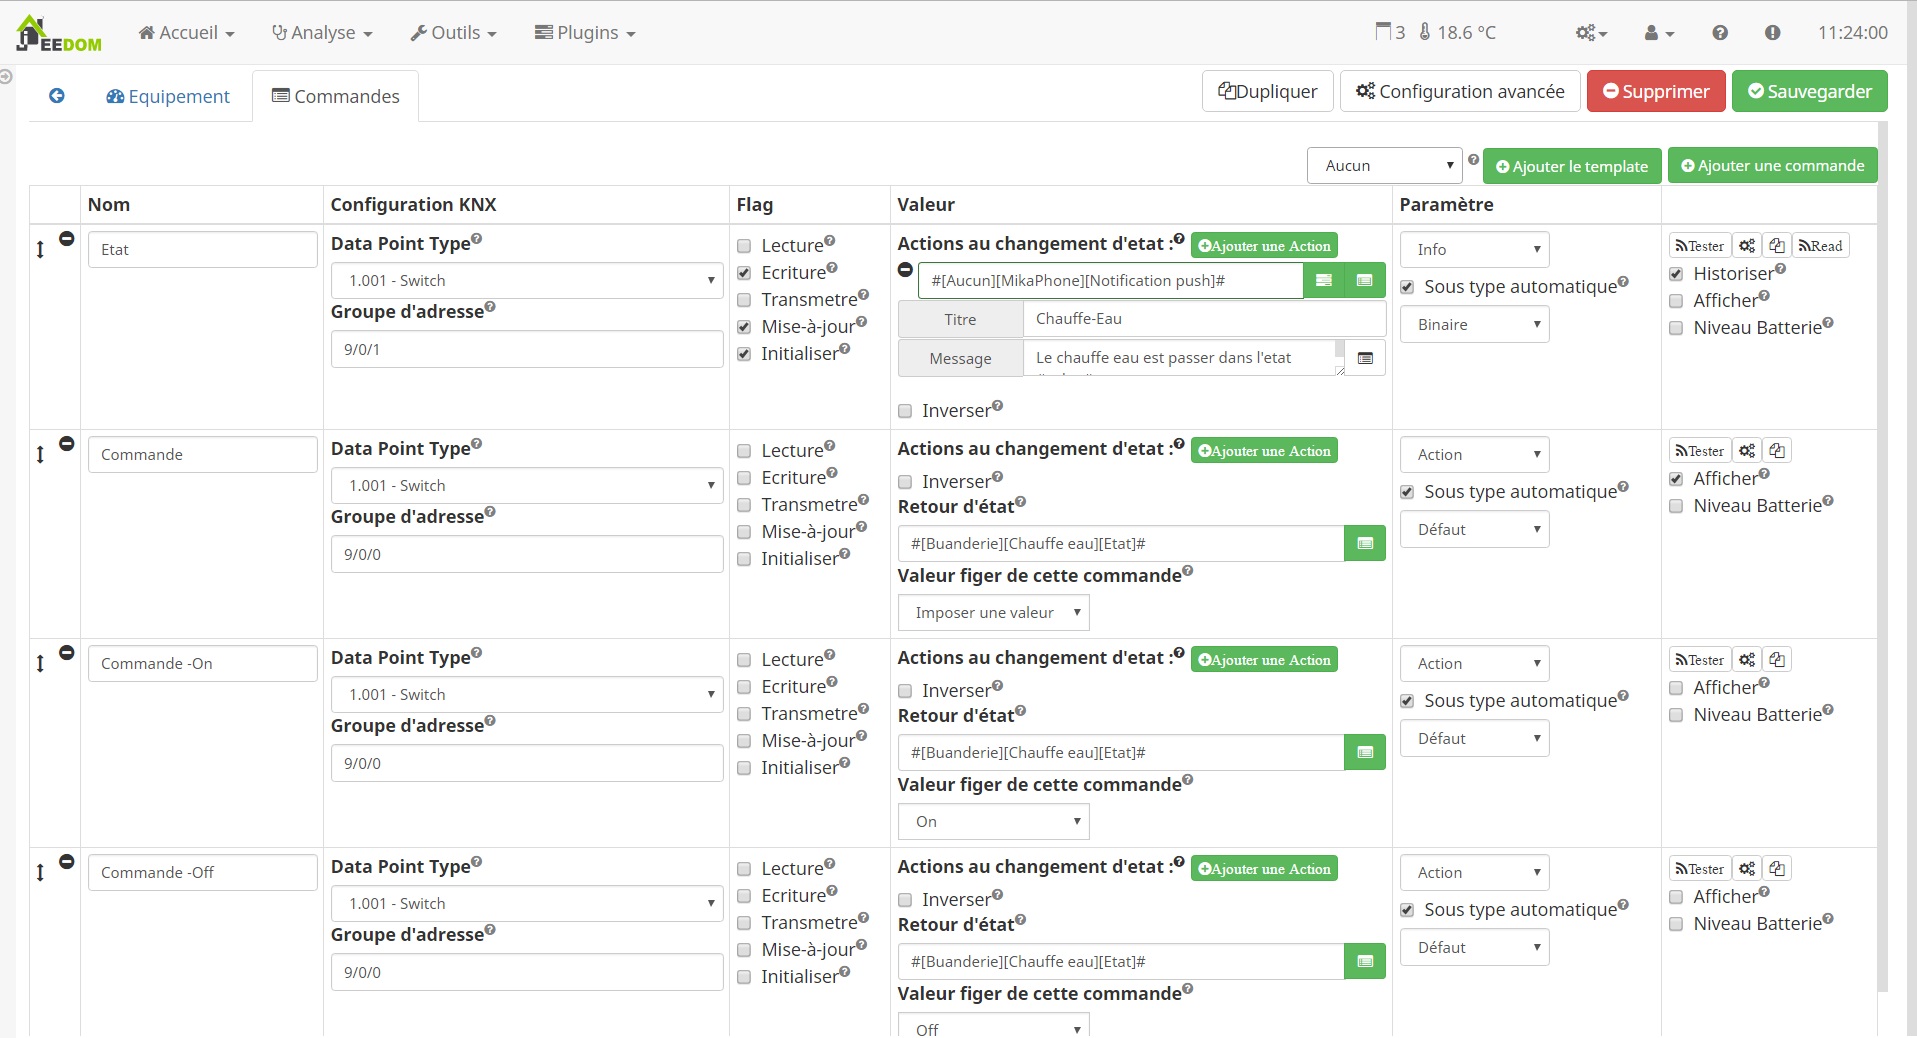 JEEDOM Accueil Analyse Outils Plugins 3 18.6 °C 11:24:00
Equipement Commandes Dupliquer Configuration avancée Supprimer Sauvegarder
Aucun Ajouter le template Ajouter une commande
Nom Configuration KNX Flag Valeur Paramètre
Etat
Data Point Type
1.001 - Switch
Groupe d'adresse
9/0/1
Lecture
Ecriture
Transmetre
Mise-à-jour
Initialiser
Actions au changement d'etat : Ajouter une Action
#[Aucun][MikaPhone][Notification push]#
Titre Chauffe-Eau
Message Le chauffe eau est passer dans l'etat
Inverser
Info
Sous type automatique
Binaire
Tester Read
Historiser
Afficher
Niveau Batterie
Commande
Data Point Type
1.001 - Switch
Groupe d'adresse
9/0/0
Lecture
Ecriture
Transmetre
Mise-à-jour
Initialiser
Actions au changement d'etat : Ajouter une Action
Inverser
Retour d'état
#[Buanderie][Chauffe eau][Etat]#
Valeur figer de cette commande
Imposer une valeur
Action
Sous type automatique
Défaut
Tester
Afficher
Niveau Batterie
Commande -On
Data Point Type
1.001 - Switch
Groupe d'adresse
9/0/0
Lecture
Ecriture
Transmetre
Mise-à-jour
Initialiser
Actions au changement d'etat : Ajouter une Action
Inverser
Retour d'état
#[Buanderie][Chauffe eau][Etat]#
Valeur figer de cette commande
On
Action
Sous type automatique
Défaut
Tester
Afficher
Niveau Batterie
Commande -Off
Data Point Type
1.001 - Switch
Groupe d'adresse
9/0/0
Lecture
Ecriture
Transmetre
Mise-à-jour
Initialiser
Actions au changement d'etat : Ajouter une Action
Inverser
Retour d'état
#[Buanderie][Chauffe eau][Etat]#
Valeur figer de cette commande
Off
Action
Sous type automatique
Défaut
Tester
Afficher
Niveau Batterie